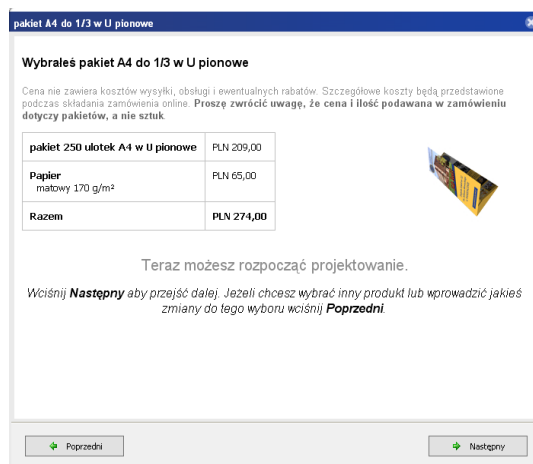 pakiet A4 do 1/3 w U pionowe
Wybrałeś pakiet A4 do 1/3 w U pionowe
Cena nie zawiera kosztów wysyłki, obsługi i ewentualnych rabatów. Szczegółowe koszty będą przedstawione
podczas składania zamówienia online. Proszę zwrócić uwagę, że cena i ilość podawana w zamówieniu
dotyczy pakietów, a nie sztuk.
pakiet 250 ulotek A4 w U pionowe PLN 209,00
Papier PLN 65,00
matowy 170 g/m²
Razem PLN 274,00
Teraz możesz rozpocząć projektowanie.
Wciśnij Następny aby przejść dalej. Jeżeli chcesz wybrać inny produkt lub wprowadzić jakieś
zmiany do tego wyboru wciśnij Poprzedni.
Poprzedni
Następny